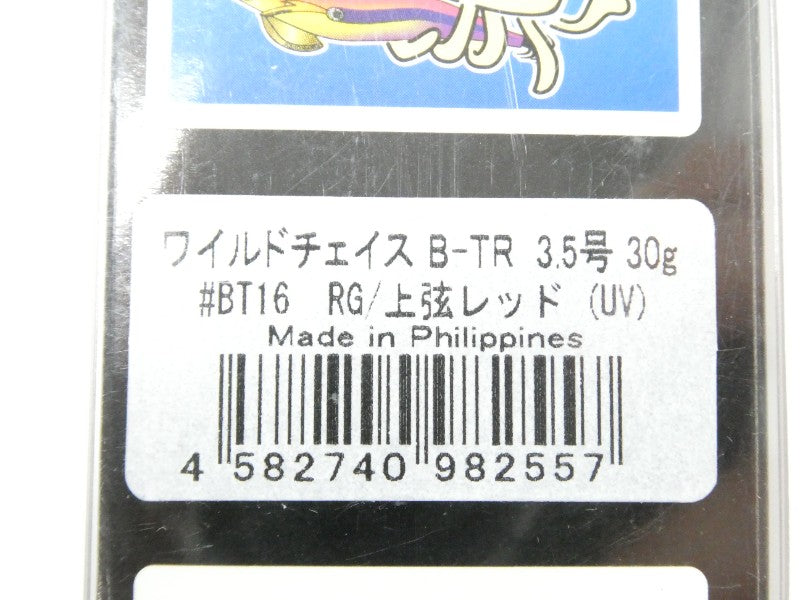 ワイルドチェイス B-TR 3.5号 30g
#BT16 RG/上弦レッド (UV)
Made in Philippines
4 582740 982557